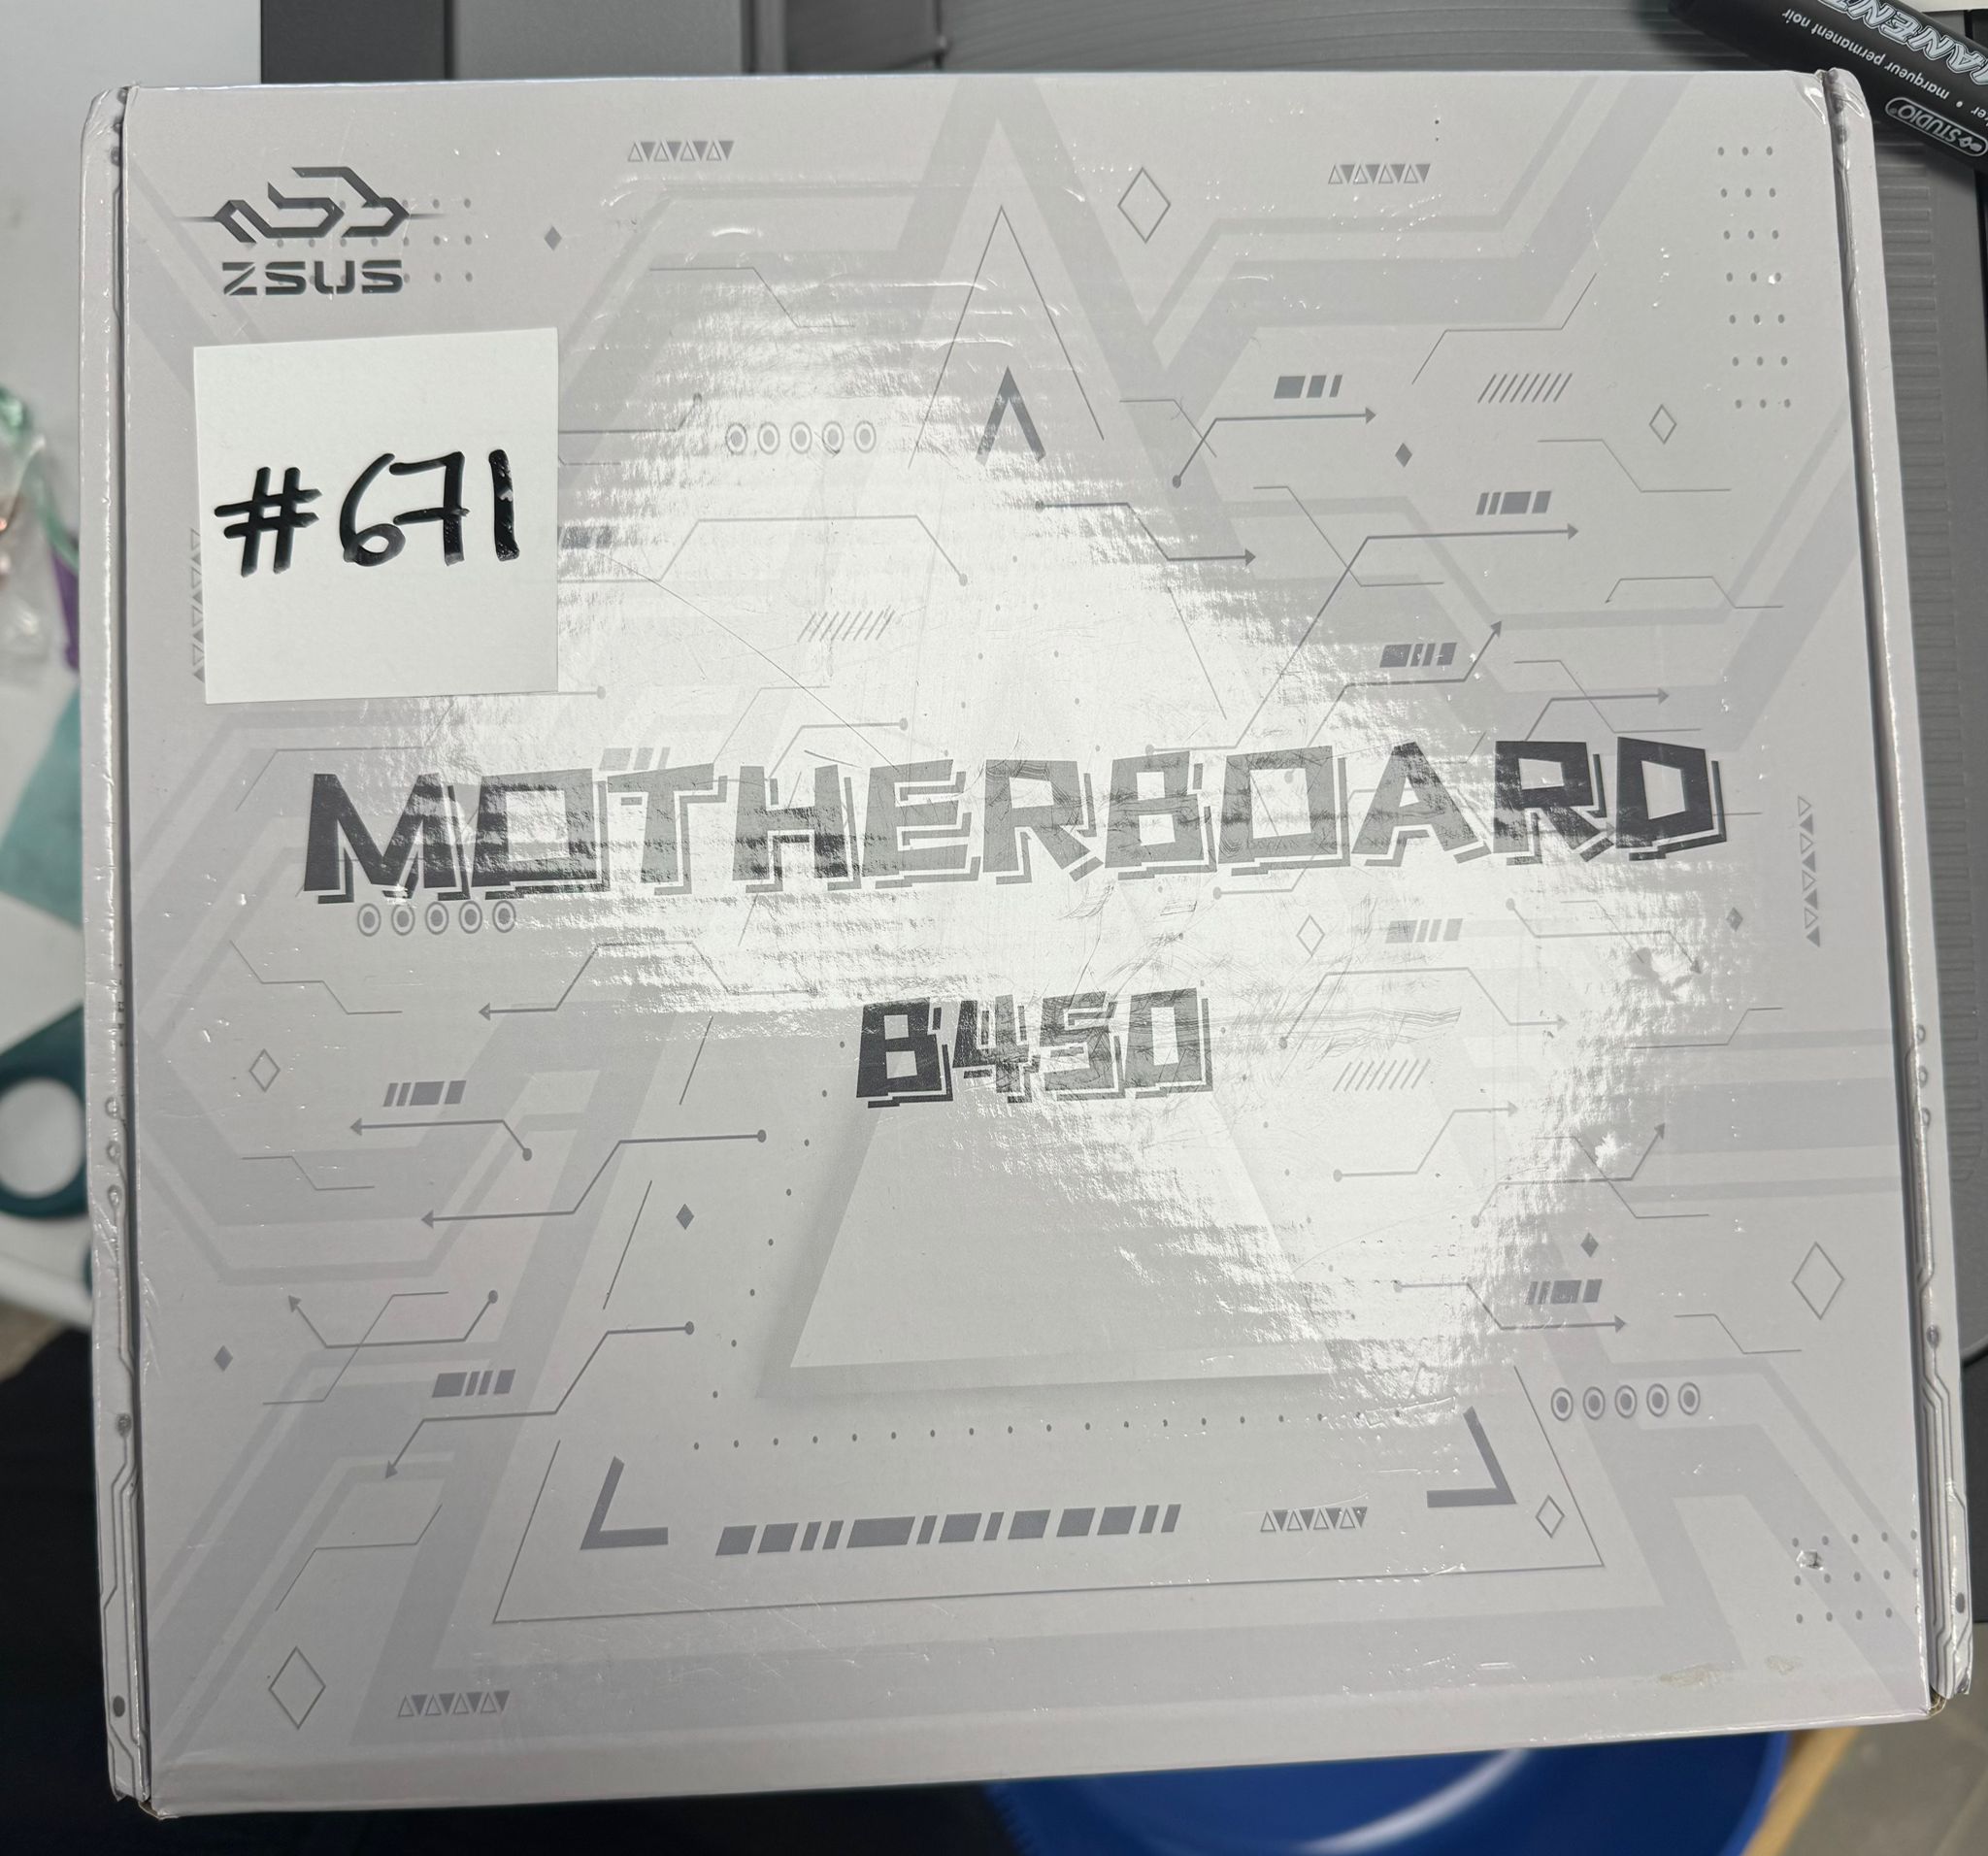 marqueur permanent noir
STUDIO
ZSUS
#671
MOTHERBOARD
B450